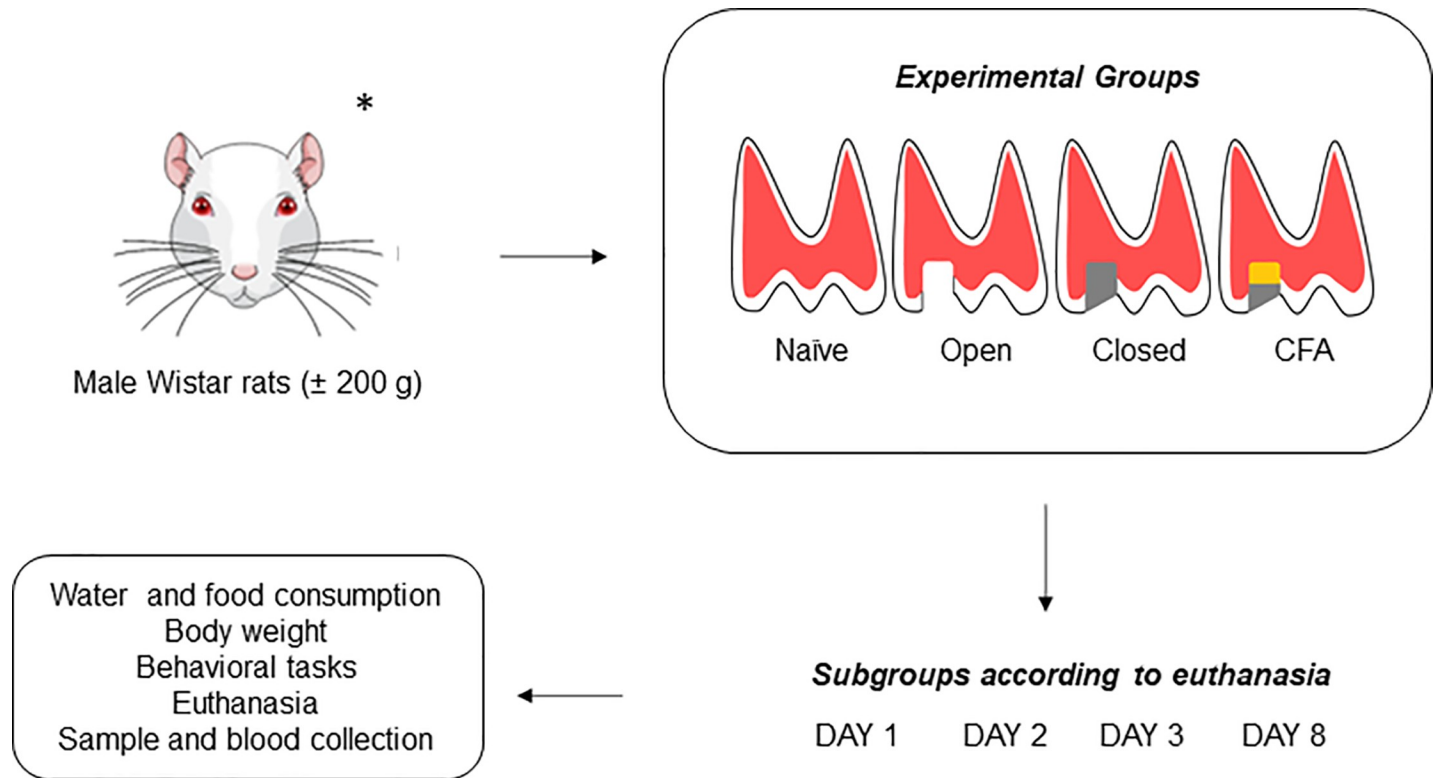 *
Male Wistar rats (± 200 g)
Experimental Groups
Naïve Open Closed CFA
Subgroups according to euthanasia
DAY 1 DAY 2 DAY 3 DAY 8
Water and food consumption
Body weight
Behavioral tasks
Euthanasia
Sample and blood collection